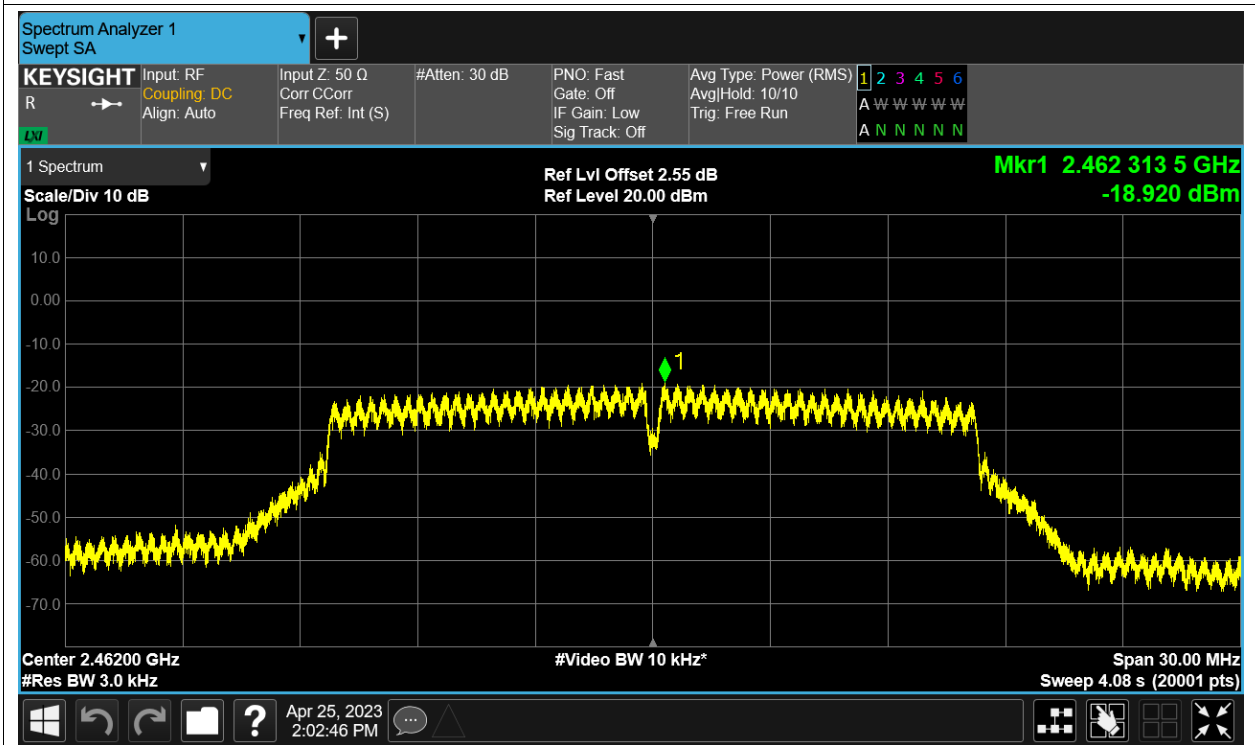 Spectrum Analyzer 1
Swept SA
KEYSIGHT
R
LXI
Input: RF
Coupling: DC
Align: Auto
Input Z: 50 Ω
Corr CCorr
Freq Ref: Int (S)
#Atten: 30 dB
PNO: Fast
Gate: Off
IF Gain: Low
Sig Track: Off
Avg Type: Power (RMS)
Avg|Hold: 10/10
Trig: Free Run
1 2 3 4 5 6
A W W W W W
A N N N N N
1 Spectrum
Scale/Div 10 dB
Log
Ref Lvl Offset 2.55 dB
Ref Level 20.00 dBm
Mkr1 2.462 313 5 GHz
-18.920 dBm
10.0
0.00
-10.0
-20.0
-30.0
-40.0
-50.0
-60.0
-70.0
1
Center 2.46200 GHz
#Res BW 3.0 kHz
#Video BW 10 kHz*
Span 30.00 MHz
Sweep 4.08 s (20001 pts)
?
Apr 25, 2023
2:02:46 PM